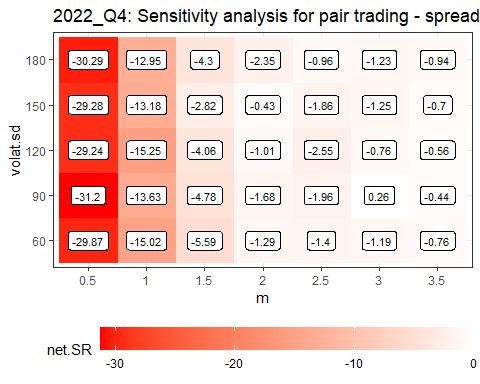 2022_Q4: Sensitivity analysis for pair trading - spread
volat.sd
180 -30.29 -12.95 -4.3 -2.35 -0.96 -1.23 -0.94
150 -29.28 -13.18 -2.82 -0.43 -1.86 -1.25 -0.7
120 -29.24 -15.25 -4.06 -1.01 -2.55 -0.76 -0.56
90 -31.2 -13.63 -4.78 -1.68 -1.96 0.26 -0.44
60 -29.87 -15.02 -5.59 -1.29 -1.4 -1.19 -0.76
0.5 1 1.5 2 2.5 3 3.5
m
net.SR
-30 -20 -10 0